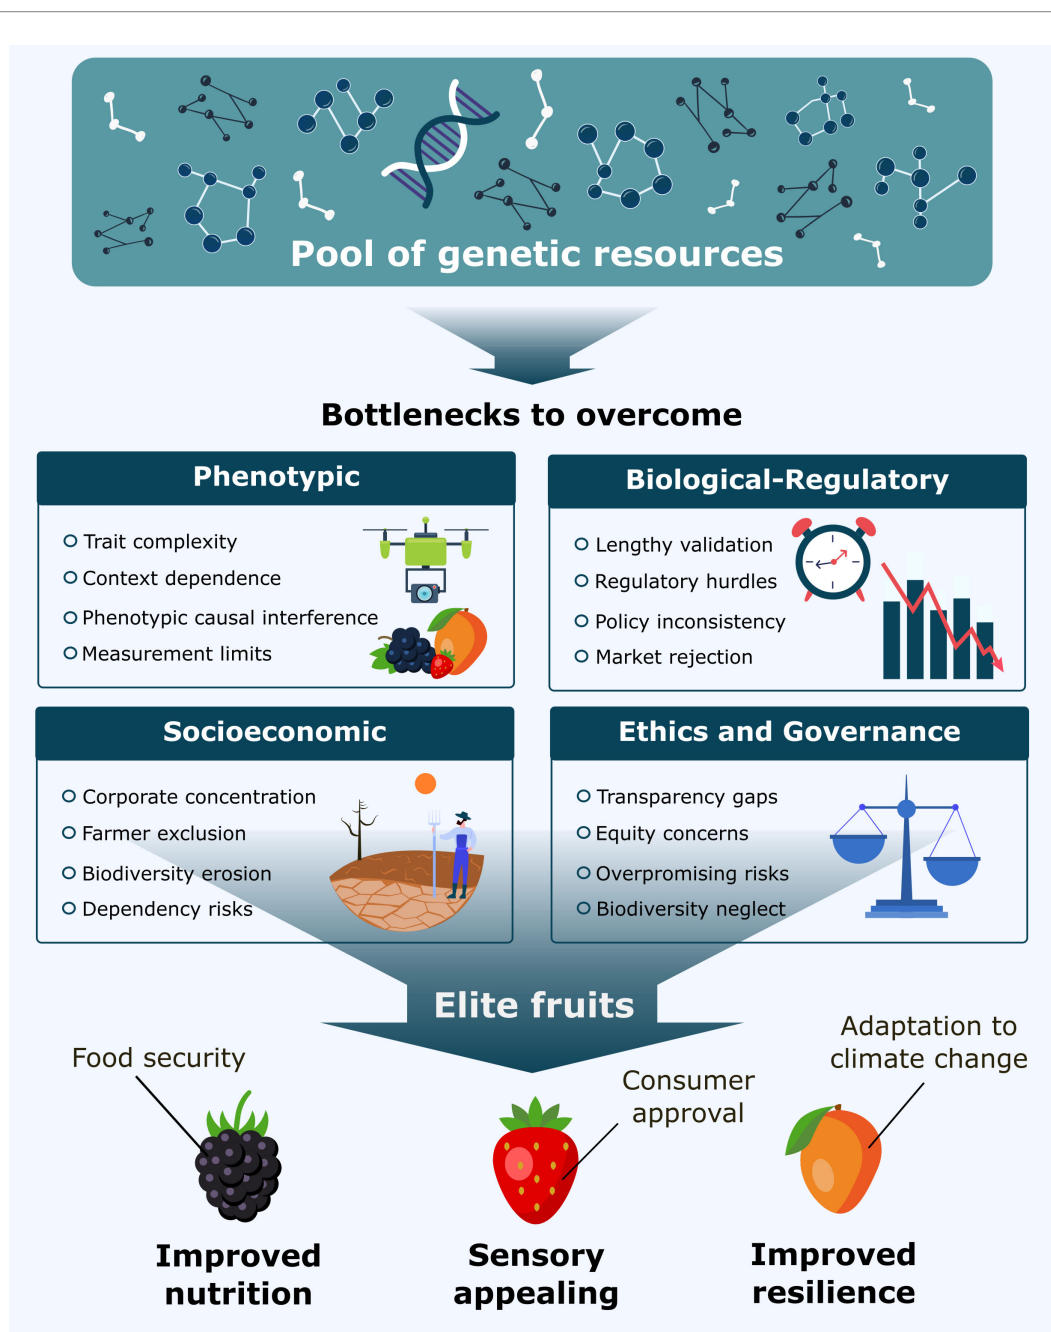 Pool of genetic resources
Bottlenecks to overcome
Phenotypic
Trait complexity
Context dependence
Phenotypic causal interference
Measurement limits
Biological-Regulatory
Lengthy validation
Regulatory hurdles
Policy inconsistency
Market rejection
Socioeconomic
Corporate concentration
Farmer exclusion
Biodiversity erosion
Dependency risks
Ethics and Governance
Transparency gaps
Equity concerns
Overpromising risks
Biodiversity neglect
Elite fruits
Food security
Consumer
approval
Adaptation to
climate change
Improved
nutrition
Sensory
appealing
Improved
resilience